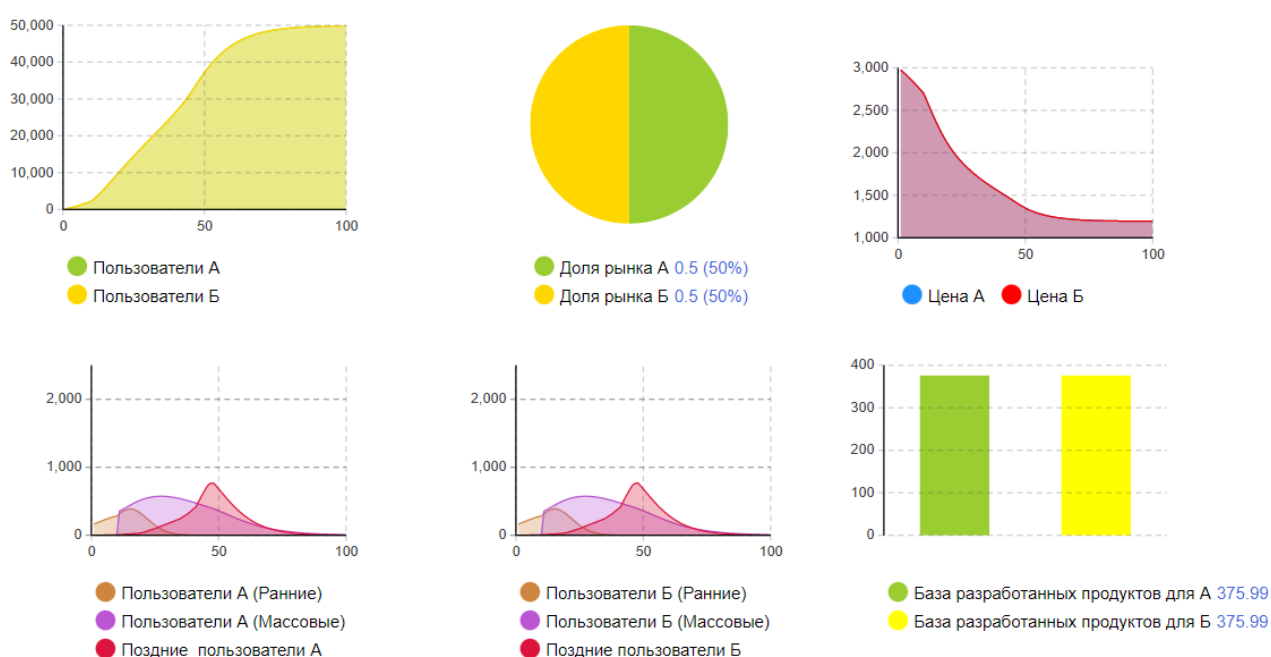 50,000
40,000
30,000
20,000
10,000
0
0 50 100
Пользователи А
Пользователи Б
Доля рынка А 0.5 (50%)
Доля рынка Б 0.5 (50%)
3,000
2,500
2,000
1,500
1,000
0 50 100
Цена А Цена Б
2,000
1,000
0
0 50 100
Пользователи А (Ранние)
Пользователи А (Массовые)
Поздние пользователи А
2,000
1,000
0
0 50 100
Пользователи Б (Ранние)
Пользователи Б (Массовые)
Поздние пользователи Б
400
300
200
100
0
База разработанных продуктов для А 375.99
База разработанных продуктов для Б 375.99